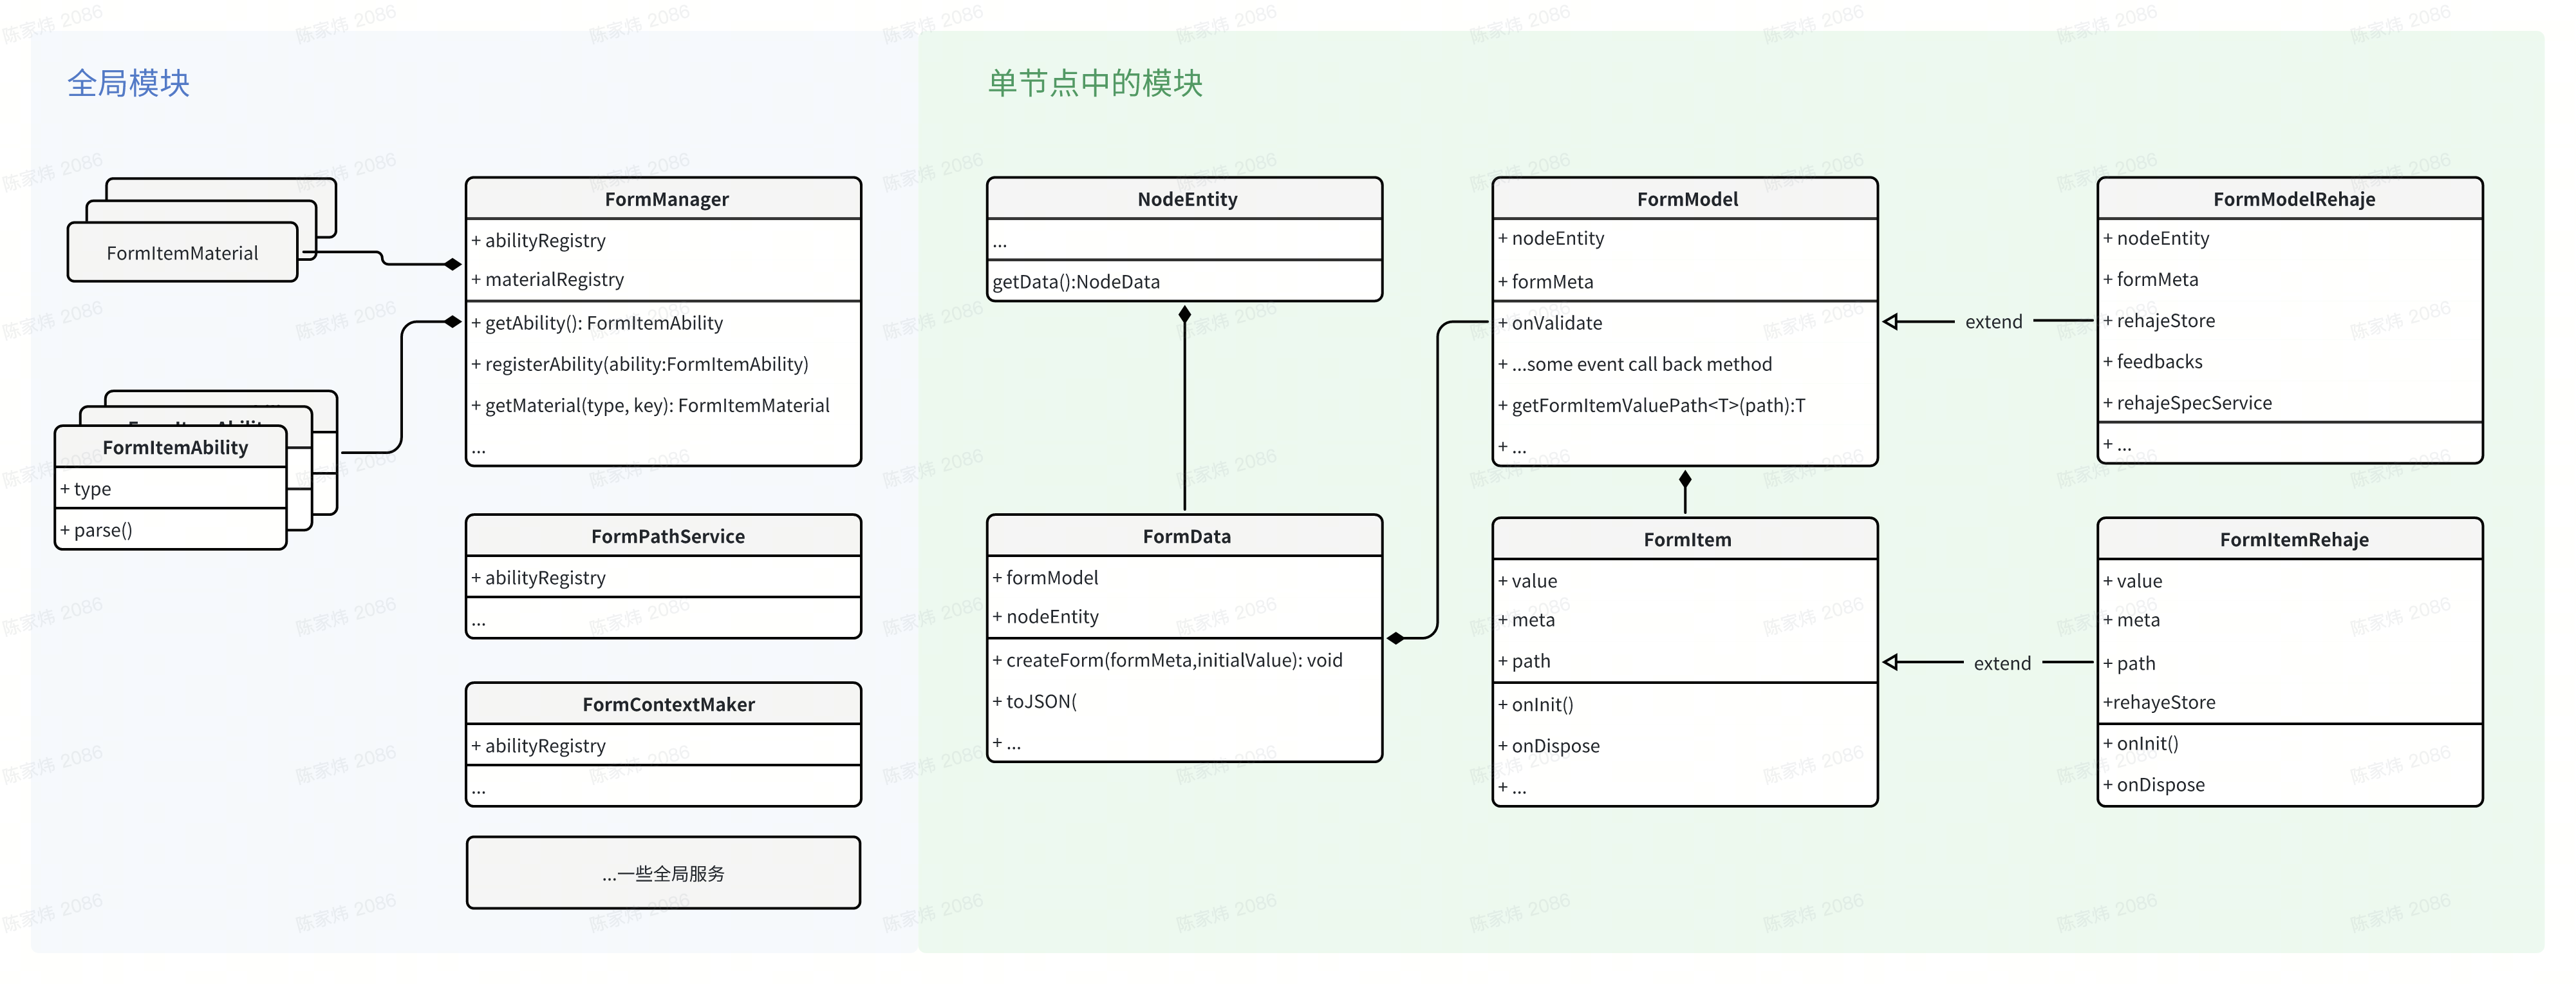 全局模块
FormItemMaterial
FormItemAbility
+ type
+ parse()
FormManager
+ abilityRegistry
+ materialRegistry
+ getAbility(): FormItemAbility
+ registerAbility(ability:FormItemAbility)
+ getMaterial(type, key): FormItemMaterial
...
FormPathService
+ abilityRegistry
...
FormContextMaker
+ abilityRegistry
...
...一些全局服务
单节点中的模块
NodeEntity
...
getData():NodeData
FormData
+ formModel
+ nodeEntity
+ createForm(formMeta,initialValue): void
+ toJSON(
+ ...
FormModel
+ nodeEntity
+ formMeta
+ onValidate
+ ...some event call back method
+ getFormItemValuePath<T>(path):T
+ ...
FormItem
+ value
+ meta
+ path
+ onInit()
+ onDispose
+ ...
extend
extend
FormModelRehaje
+ nodeEntity
+ formMeta
+ rehajeStore
+ feedbacks
+ rehajeSpecService
+ ...
FormItemRehaje
+ value
+ meta
+ path
+rehayeStore
+ onInit()
+ onDispose
陈家炜 2086